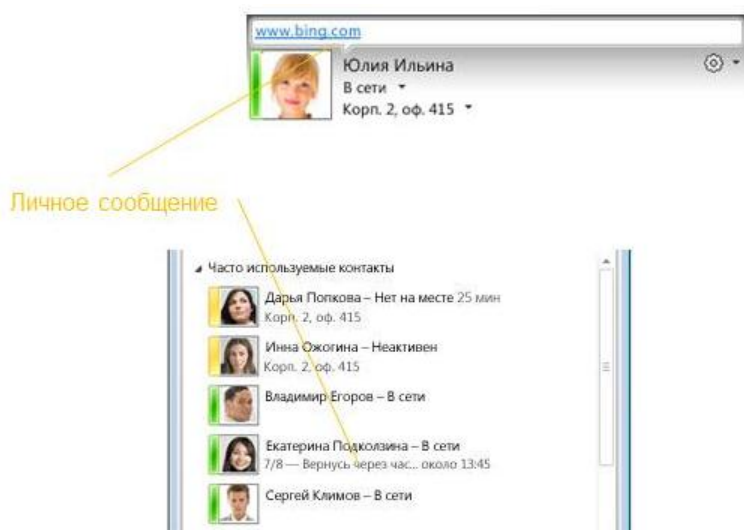 www.bing.com
Юлия Ильина
В сети
Корп. 2, оф. 415
Личное сообщение
Часто используемые контакты
Дарья Попкова – Нет на месте 25 мин
Корп. 2, оф. 415
Инна Ожогина – Неактивен
Корп. 2, оф. 415
Владимир Егоров – В сети
Екатерина Подколзина – В сети
7/8 — Вернусь через час... около 13:45
Сергей Климов – В сети